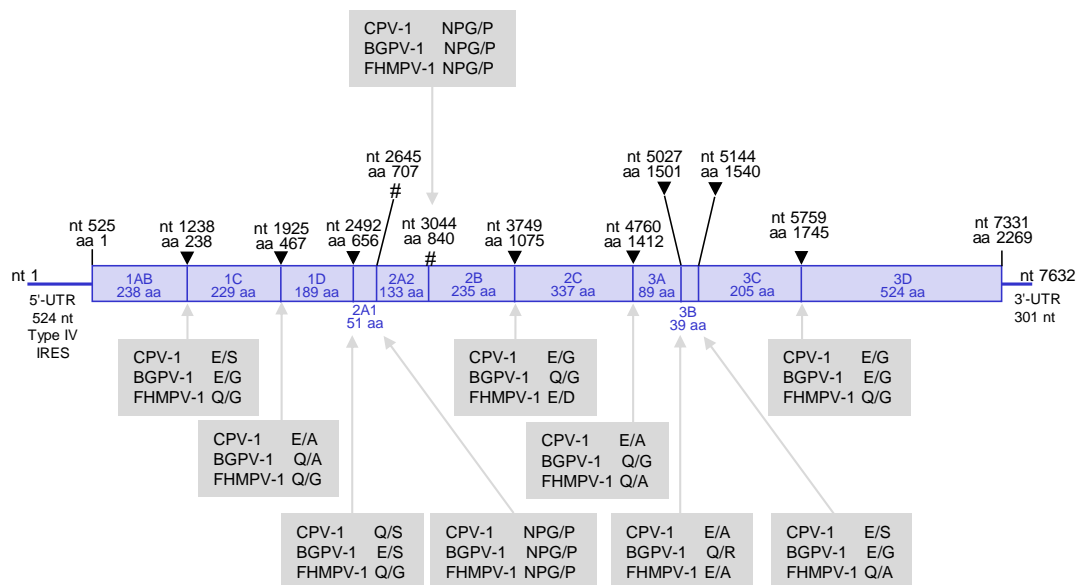 CPV-1 NPG/P
BGPV-1 NPG/P
FHMPV-1 NPG/P
nt 2645
aa 707
#
nt 5027
aa 1501
nt 5144
aa 1540
nt 525
aa 1
nt 1238
aa 238
nt 1925
aa 467
nt 2492
aa 656
nt 3044
aa 840
#
nt 3749
aa 1075
nt 4760
aa 1412
nt 5759
aa 1745
nt 7331
aa 2269
nt 1
1AB
238 aa
1C
229 aa
1D
189 aa
2A1
51 aa
2A2
133 aa
2B
235 aa
2C
337 aa
3A
89 aa
3B
39 aa
3C
205 aa
3D
524 aa
nt 7632
5'-UTR
524 nt
Type IV
IRES
3'-UTR
301 nt
CPV-1 E/S
BGPV-1 E/G
FHMPV-1 Q/G
CPV-1 E/G
BGPV-1 Q/G
FHMPV-1 E/D
CPV-1 E/G
BGPV-1 E/G
FHMPV-1 Q/G
CPV-1 E/A
BGPV-1 Q/A
FHMPV-1 Q/G
CPV-1 E/A
BGPV-1 Q/G
FHMPV-1 Q/A
CPV-1 Q/S
BGPV-1 E/S
FHMPV-1 Q/G
CPV-1 NPG/P
BGPV-1 NPG/P
FHMPV-1 NPG/P
CPV-1 E/A
BGPV-1 Q/R
FHMPV-1 E/A
CPV-1 E/S
BGPV-1 E/G
FHMPV-1 Q/A